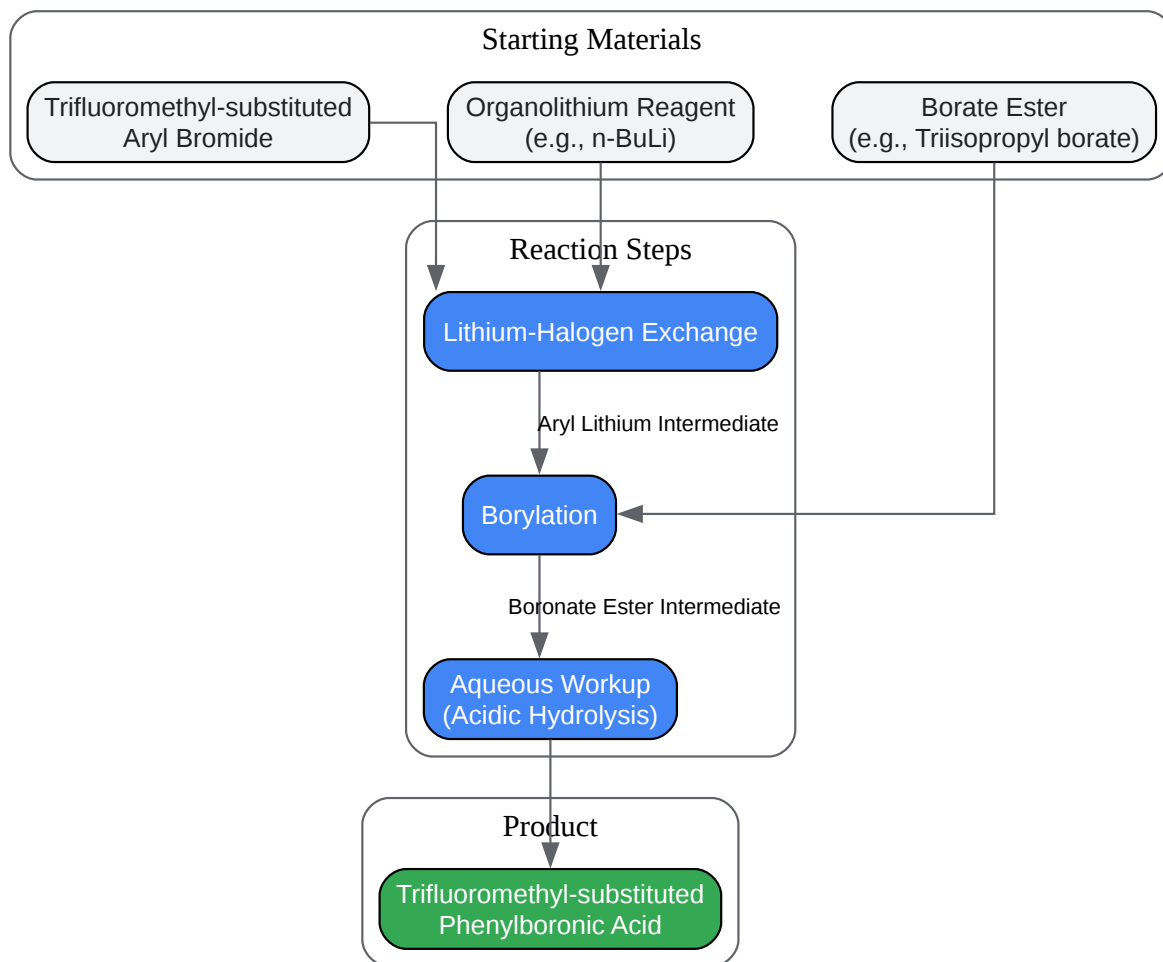 Starting Materials
Trifluoromethyl-substituted
Aryl Bromide
Organolithium Reagent
(e.g., n-BuLi)
Borate Ester
(e.g., Triisopropyl borate)
Reaction Steps
Lithium-Halogen Exchange
Aryl Lithium Intermediate
Borylation
Boronate Ester Intermediate
Aqueous Workup
(Acidic Hydrolysis)
Product
Trifluoromethyl-substituted
Phenylboronic Acid